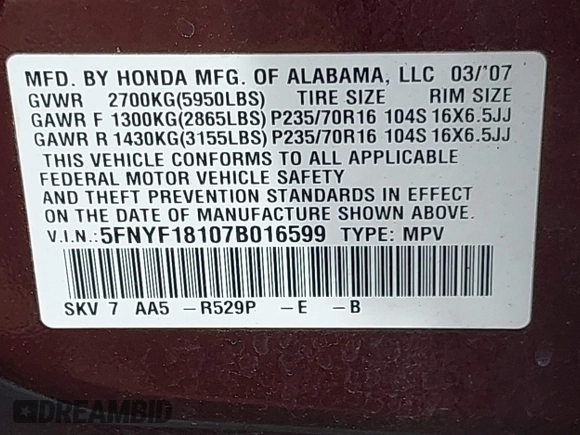 MFD. BY HONDA MFG. OF ALABAMA, LLC 03/'07
GVWR 2700KG(5950LBS) TIRE SIZE RIM SIZE
GAWR F 1300KG(2865LBS) P235/70R16 104S 16X6.5JJ
GAWR R 1430KG(3155LBS) P235/70R16 104S 16X6.5JJ
THIS VEHICLE CONFORMS TO ALL APPLICABLE
FEDERAL MOTOR VEHICLE SAFETY
AND THEFT PREVENTION STANDARDS IN EFFECT
ON THE DATE OF MANUFACTURE SHOWN ABOVE.
V.I.N.: 5FNYF18107B016599 TYPE: MPV
SKV 7 AA5 -R529P -E -B
DREAMBID